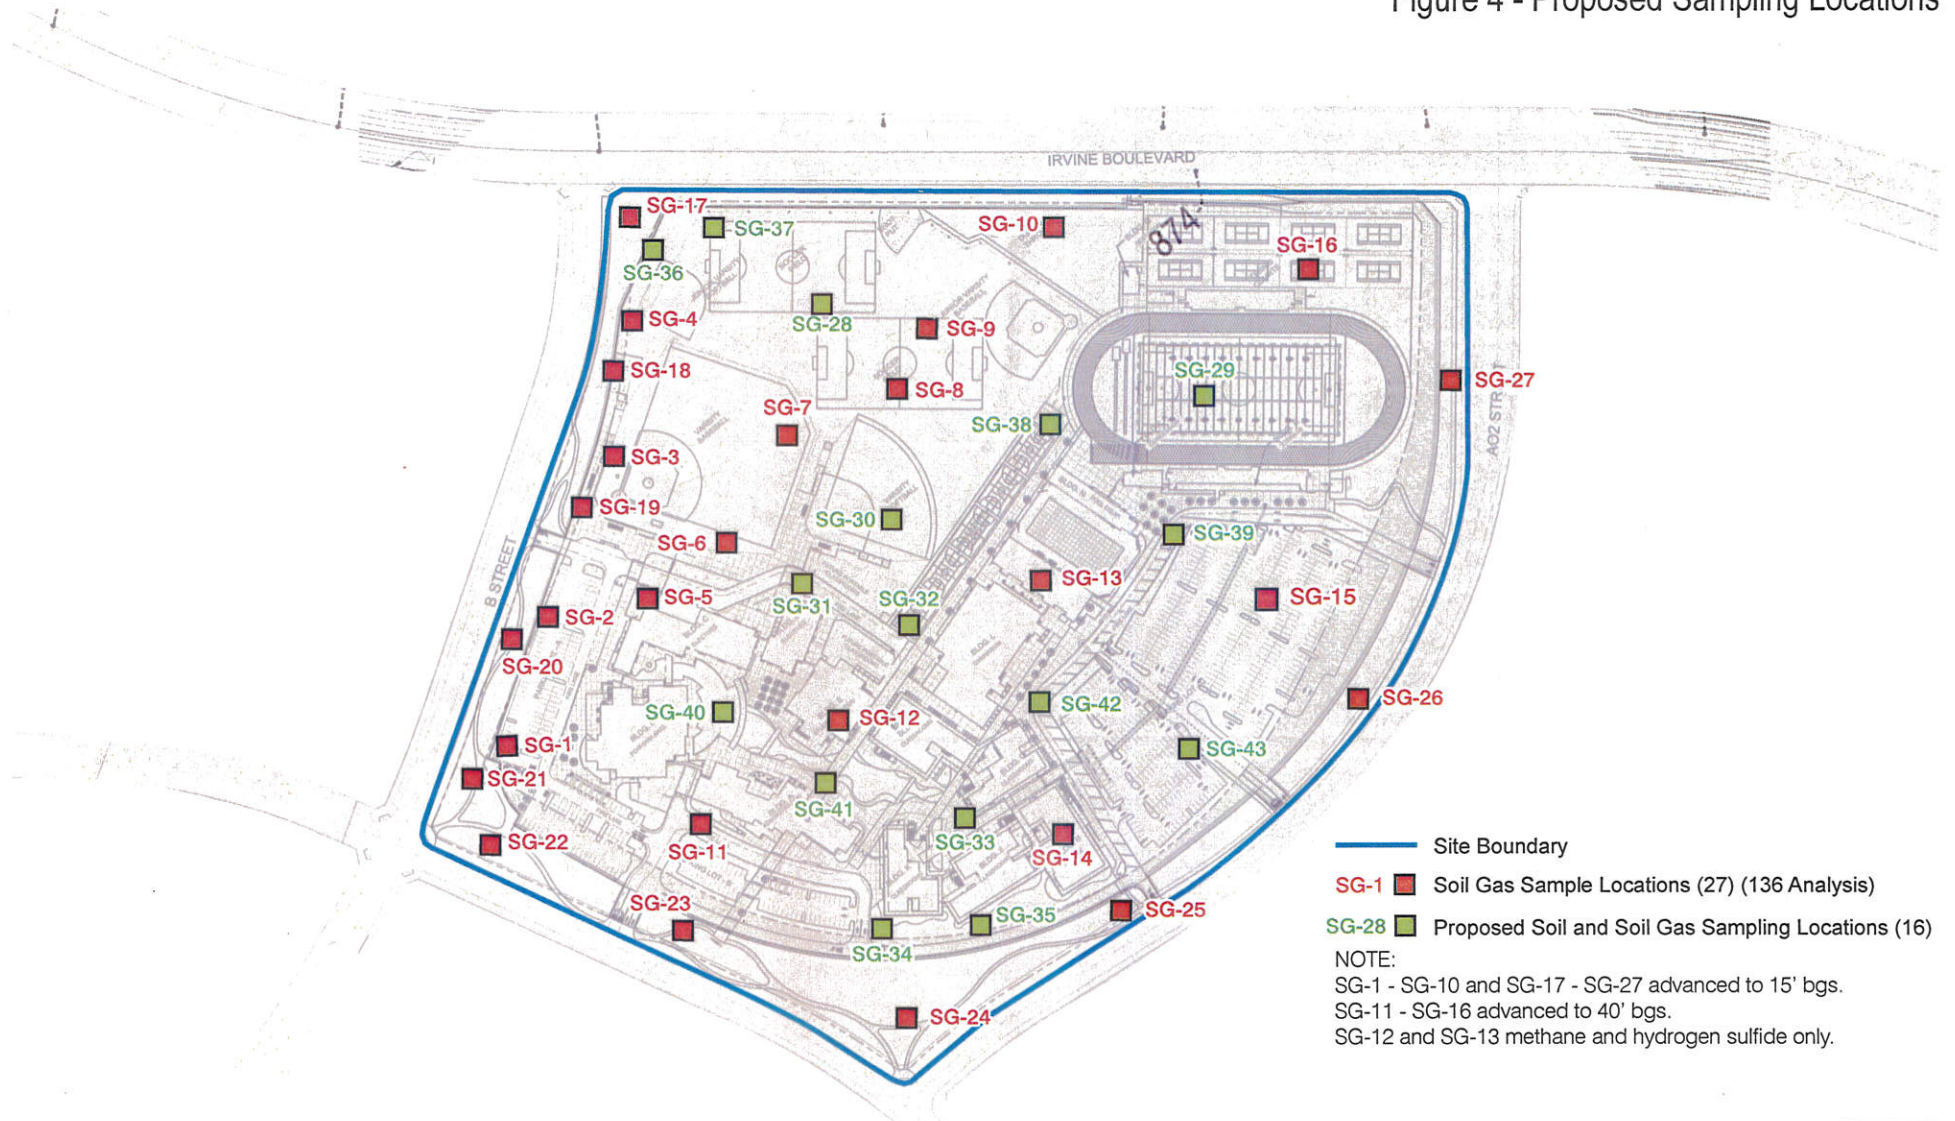 Figure 4 - Proposed Sampling Locations
IRVINE BOULEVARD
874
SG-17
SG-37
SG-10
SG-36
SG-16
SG-4
SG-28
SG-9
SG-18
SG-29
SG-27
SG-8
SG-7
SG-38
A02 STREET
VARSITY
BASEBALL
SG-3
SG-19
SG-30
SG-39
SG-6
B STREET
SG-31
SG-13
SG-5
SG-32
SG-15
SG-2
SG-20
SG-40
SG-12
SG-42
SG-26
SG-1
SG-43
SG-21
SG-41
SG-22
SG-11
SG-33
SG-14
SG-23
SG-34
SG-35
SG-25
SG-24
Site Boundary
SG-1 Soil Gas Sample Locations (27) (136 Analysis)
SG-28 Proposed Soil and Soil Gas Sampling Locations (16)
NOTE:
SG-1 - SG-10 and SG-17 - SG-27 advanced to 15' bgs.
SG-11 - SG-16 advanced to 40' bgs.
SG-12 and SG-13 methane and hydrogen sulfide only.